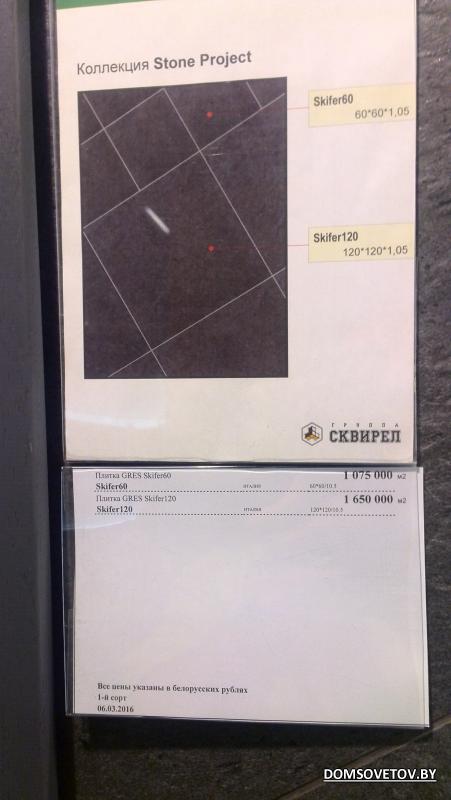 Коллекция Stone Project
Skifer60
60*60*1,05
Skifer120
120*120*1,05
ГРУППА
СКВИРЕЛ
Плитка GRES Skifer60 1 075 000 м2
Skifer60 италия 60*60/10.5
Плитка GRES Skifer120 1 650 000 м2
Skifer120 италия 120*120/10.5
Все цены указаны в белорусских рублях
1-й сорт
06.03.2016
DOMSOVETOV.BY